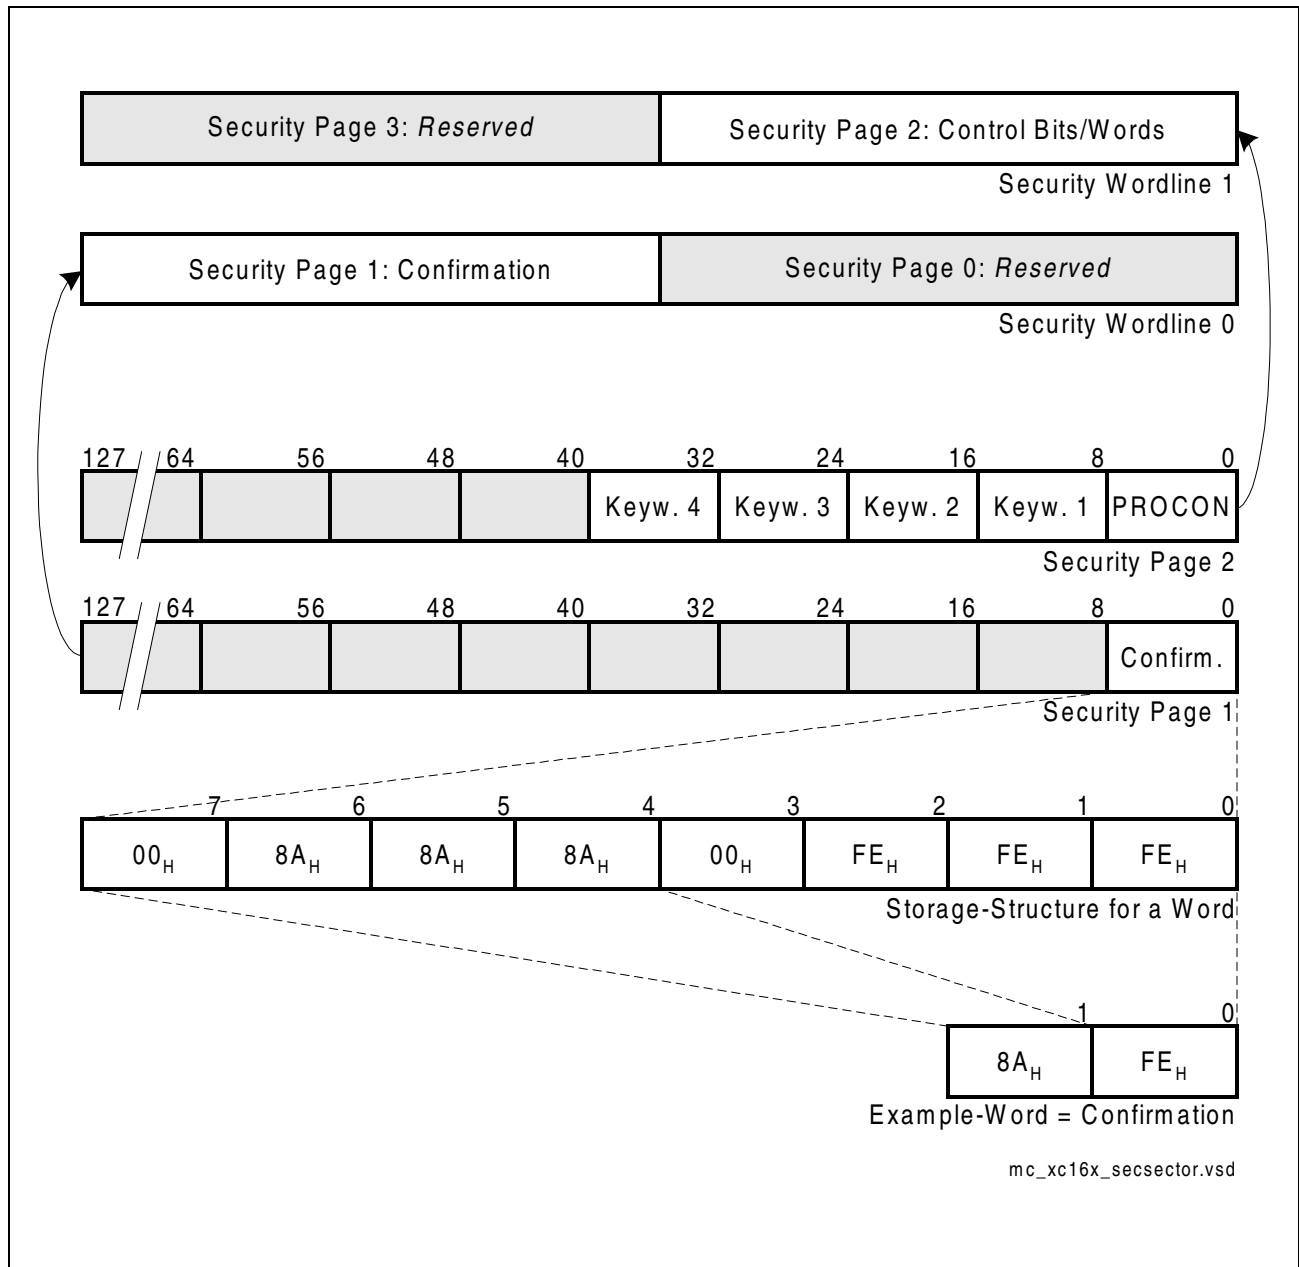 Security Page 3: Reserved Security Page 2: Control Bits/Words
Security Wordline 1
Security Page 1: Confirmation Security Page 0: Reserved
Security Wordline 0
127 64 56 48 40 32 24 16 8 0
Keyw. 4 Keyw. 3 Keyw. 2 Keyw. 1 PROCON
Security Page 2
127 64 56 48 40 32 24 16 8 0
Confirm.
Security Page 1
7 6 5 4 3 2 1 0
00H 8AH 8AH 8AH 00H FEH FEH FEH
Storage-Structure for a Word
1 0
8AH FEH
Example-Word = Confirmation
mc_xc16x_secsector.vsd